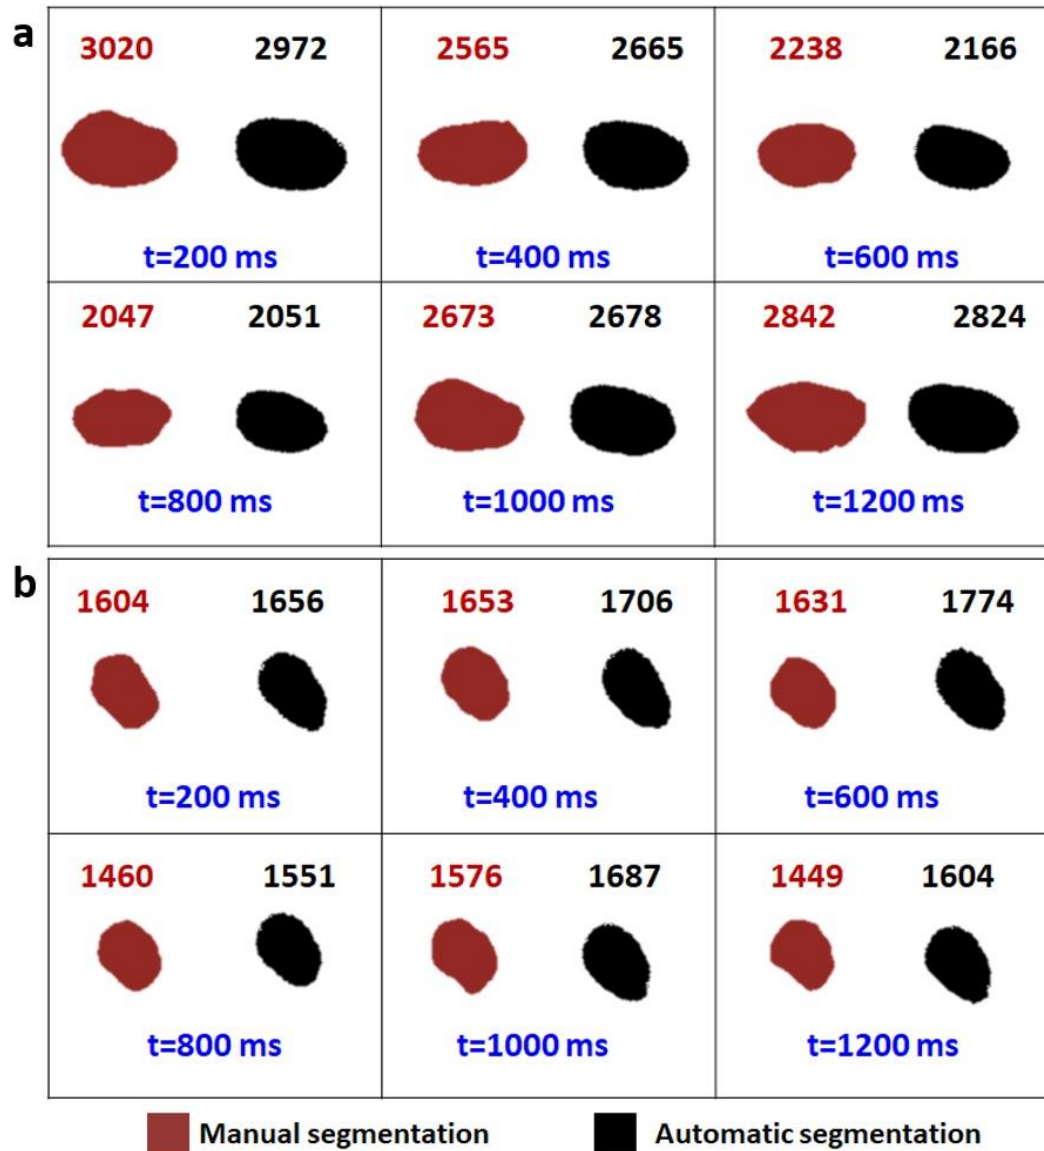 a
3020 2972 2565 2665 2238 2166
t=200 ms t=400 ms t=600 ms
2047 2051 2673 2678 2842 2824
t=800 ms t=1000 ms t=1200 ms
b
1604 1656 1653 1706 1631 1774
t=200 ms t=400 ms t=600 ms
1460 1551 1576 1687 1449 1604
t=800 ms t=1000 ms t=1200 ms
Manual segmentation Automatic segmentation